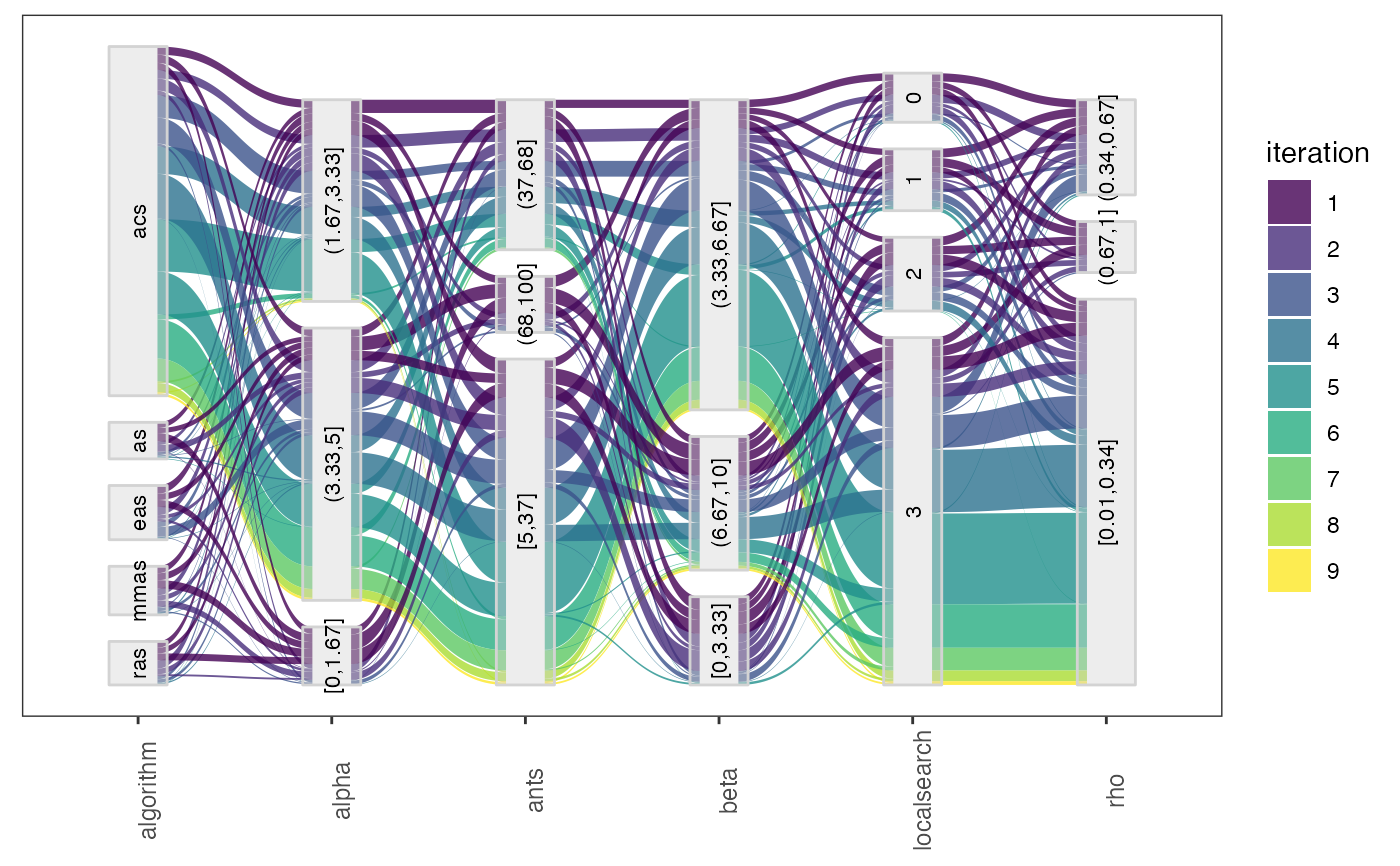 acs
as
eas
mmas
ras
(1.67,3.33]
(3.33,5]
[0,1.67]
(37,68]
(68,100]
[5,37]
(3.33,6.67]
(6.67,10]
[0,3.33]
0
1
2
3
(0.34,0.67]
(0.67,1]
[0.01,0.34]
algorithm
alpha
ants
beta
localsearch
rho
iteration
1
2
3
4
5
6
7
8
9